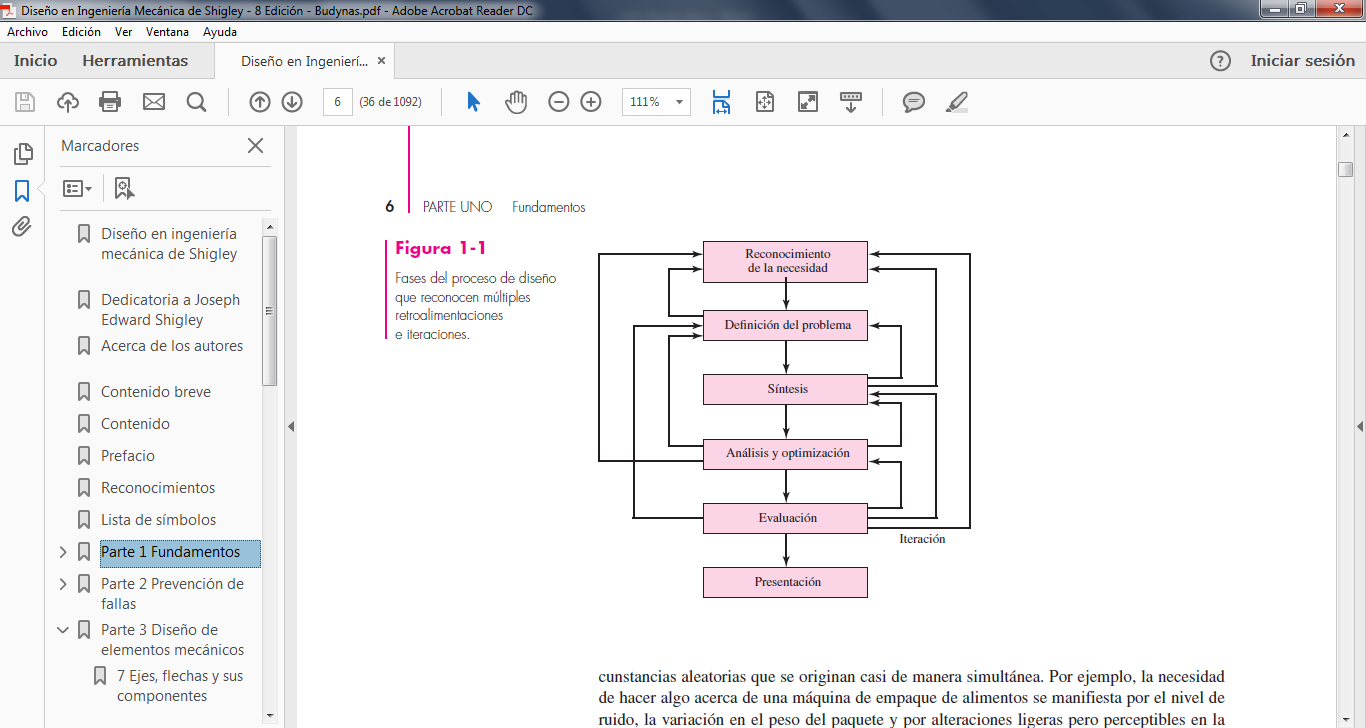 Diseño en Ingeniería Mecánica de Shigley - 8 Edición - Budynas.pdf - Adobe Acrobat Reader DC
Archivo Edición Ver Ventana Ayuda
Inicio Herramientas Diseño en Ingenierí... × ? Iniciar sesión
6 (36 de 1092) 111%
Marcadores
Diseño en ingeniería
mecánica de Shigley
Dedicatoria a Joseph
Edward Shigley
Acerca de los autores
Contenido breve
Contenido
Prefacio
Reconocimientos
Lista de símbolos
Parte 1 Fundamentos
Parte 2 Prevención de
fallas
Parte 3 Diseño de
elementos mecánicos
7 Ejes, flechas y sus
componentes
6 PARTE UNO Fundamentos
Figura 1-1
Fases del proceso de diseño
que reconocen múltiples
retroalimentaciones
e iteraciones.
Reconocimiento
de la necesidad
Definición del problema
Síntesis
Análisis y optimización
Evaluación
Iteración
Presentación
cunstancias aleatorias que se originan casi de manera simultánea. Por ejemplo, la necesidad
de hacer algo acerca de una máquina de empaque de alimentos se manifiesta por el nivel de
ruido, la variación en el peso del paquete y por alteraciones ligeras pero perceptibles en la